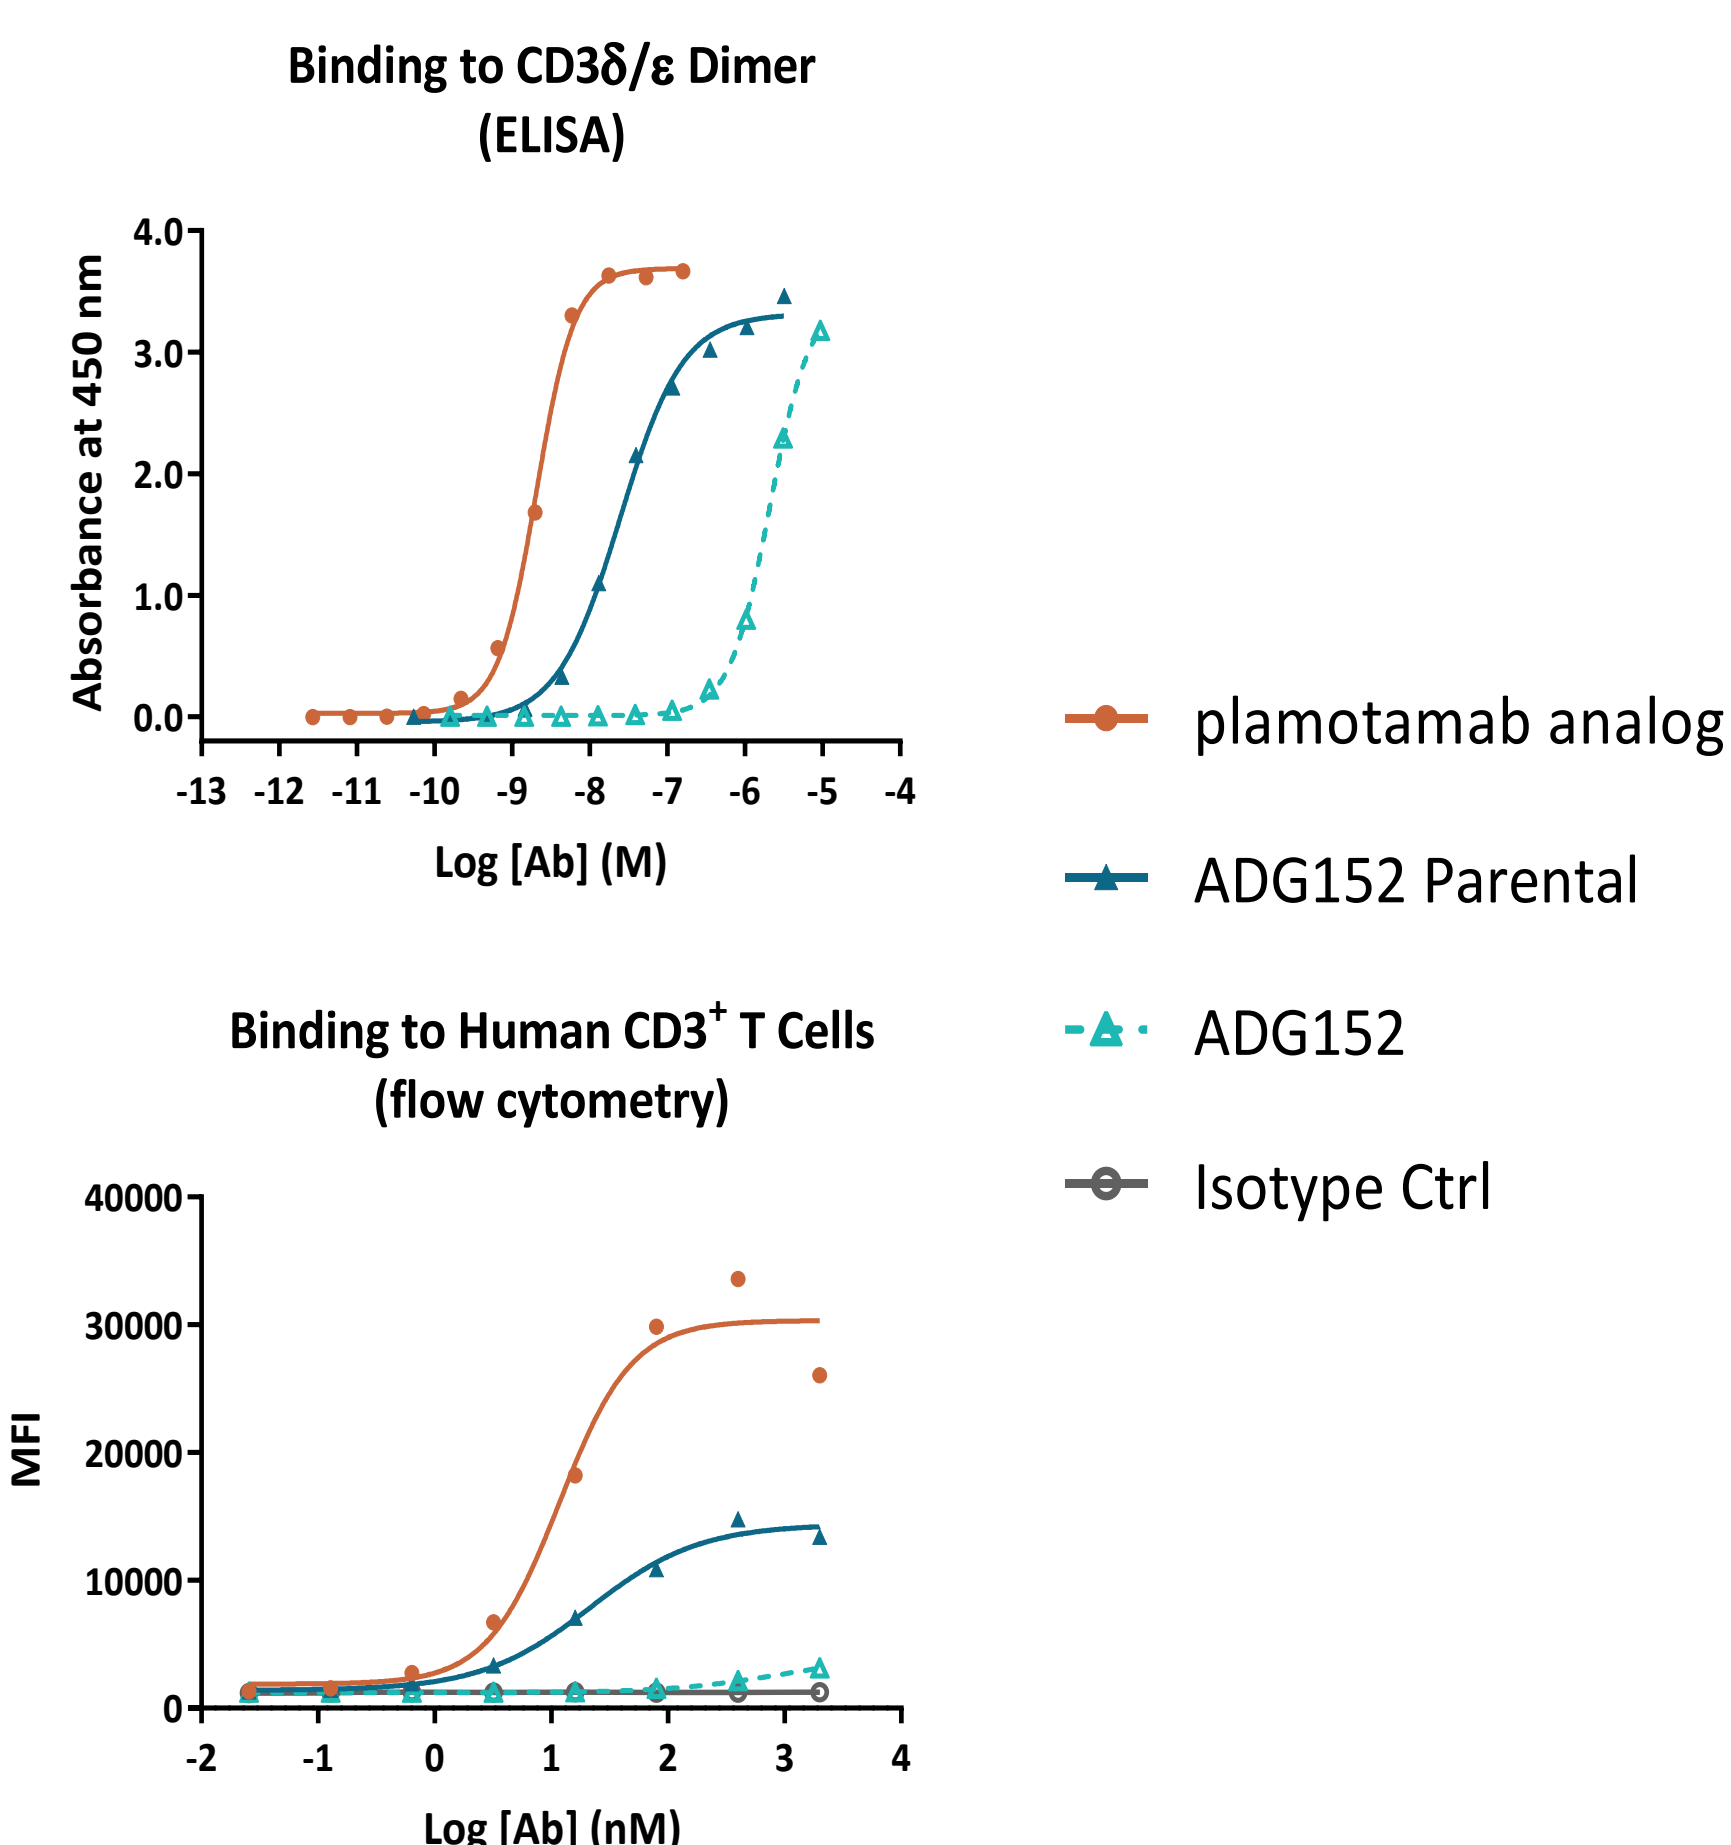 Binding to CD3δ/ε Dimer
(ELISA)
4.0
3.0
2.0
1.0
0.0
Absorbance at 450 nm
-13 -12 -11 -10 -9 -8 -7 -6 -5 -4
Log [Ab] (M)
plamotamab analog
ADG152 Parental
ADG152
Isotype Ctrl
Binding to Human CD3⁺ T Cells
(flow cytometry)
40000
30000
20000
10000
0
MFI
-2 -1 0 1 2 3 4
Log [Ab] (nM)